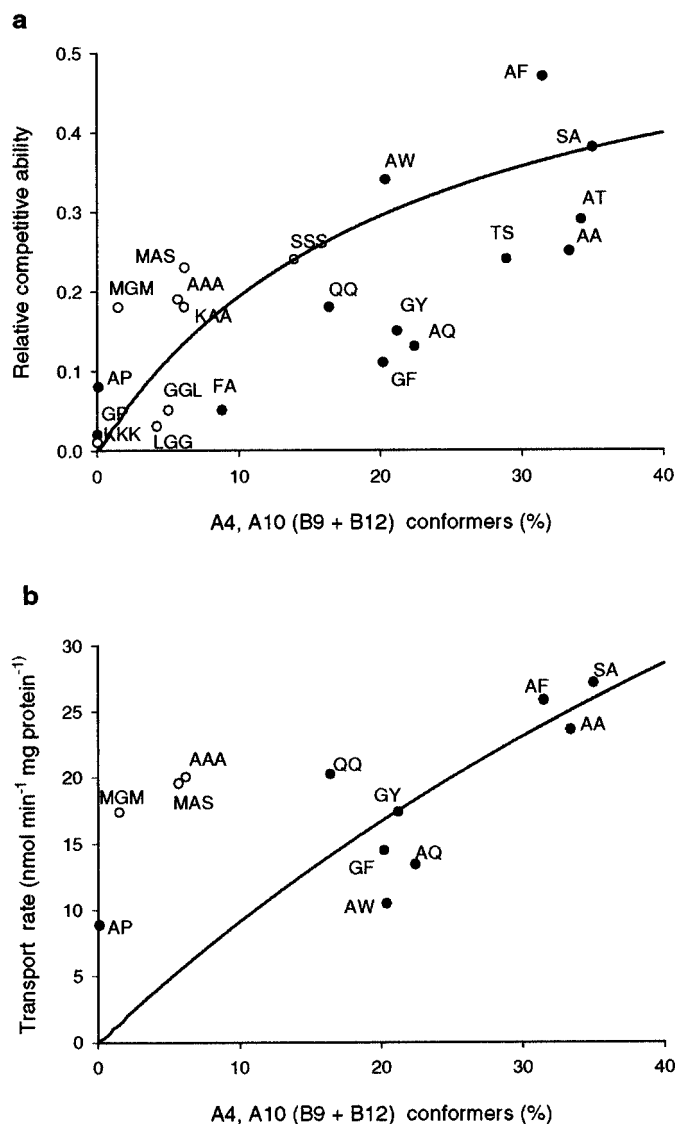 a
0.5
AF
0.4
SA
AW
Relative competitive ability
0.3
AT
SSS
TS
AA
MAS
0.2
MGM
AAA
QQ
KAA
GY
AQ
0.1
AP
GF
GGL
FA
GP
KKK
LGG
0.0
0 10 20 30 40
A4, A10 (B9 + B12) conformers (%)
b
30
SA
AF
25
AA
Transport rate (nmol min⁻¹ mg protein⁻¹)
AAA
QQ
20
MGM
MAS
GY
15
GF
AQ
AW
10
AP
5
0
0 10 20 30 40
A4, A10 (B9 + B12) conformers (%)